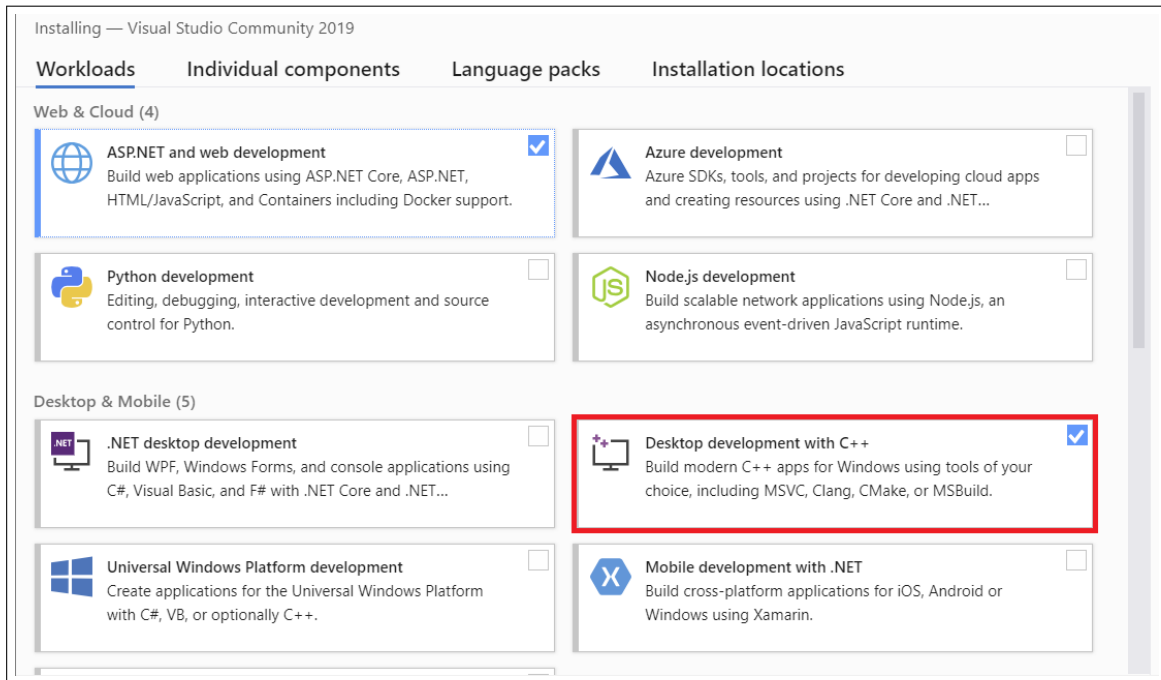 Installing — Visual Studio Community 2019
Workloads Individual components Language packs Installation locations
Web & Cloud (4)
ASP.NET and web development
Build web applications using ASP.NET Core, ASP.NET,
HTML/JavaScript, and Containers including Docker support.
Azure development
Azure SDKs, tools, and projects for developing cloud apps
and creating resources using .NET Core and .NET...
Python development
Editing, debugging, interactive development and source
control for Python.
JS
Node.js development
Build scalable network applications using Node.js, an
asynchronous event-driven JavaScript runtime.
Desktop & Mobile (5)
.NET
.NET desktop development
Build WPF, Windows Forms, and console applications using
C#, Visual Basic, and F# with .NET Core and .NET...
Desktop development with C++
Build modern C++ apps for Windows using tools of your
choice, including MSVC, Clang, CMake, or MSBuild.
Universal Windows Platform development
Create applications for the Universal Windows Platform
with C#, VB, or optionally C++.
Mobile development with .NET
Build cross-platform applications for iOS, Android or
Windows using Xamarin.